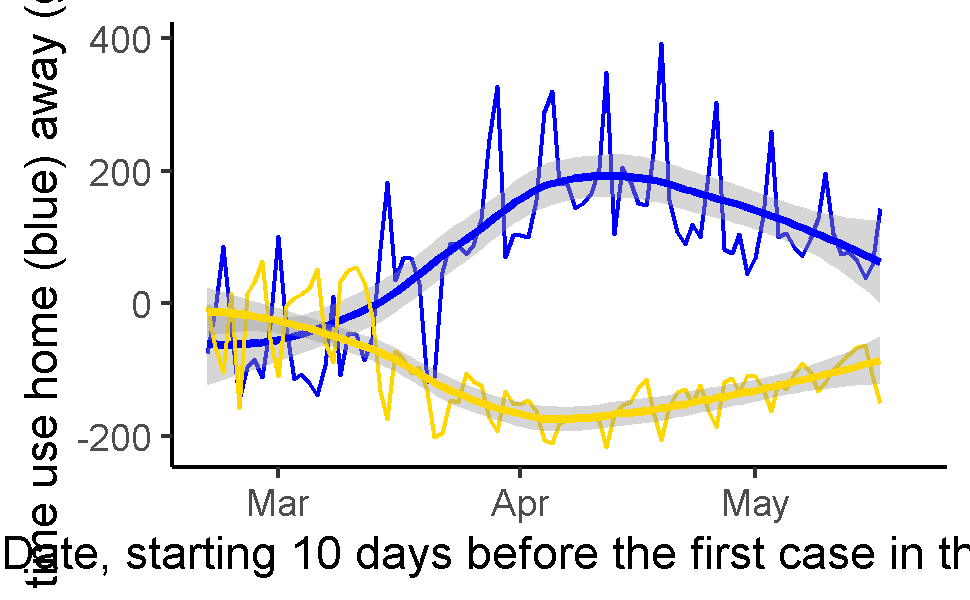 time use home (blue) away (
400
200
0
-200
Mar Apr May
Date, starting 10 days before the first case in th